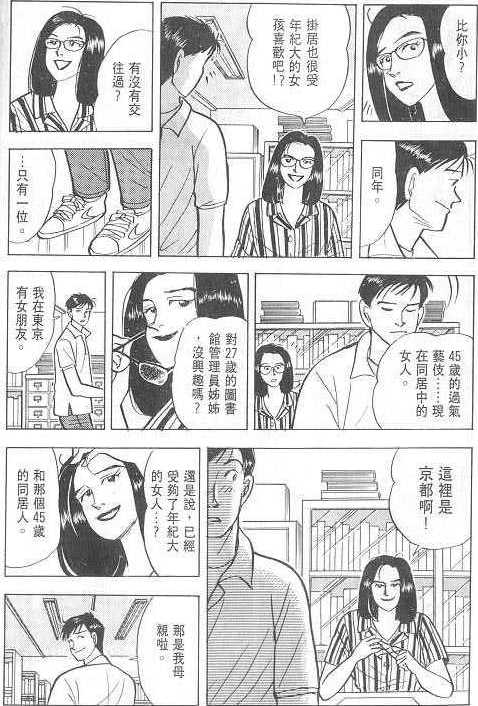 比你小?
掛居也很受
年紀大的女
孩喜歡吧!?
有沒有交
往過?
同年。
…只有一位。
45歲的過氣
藝伎……現
在同居中的
女人。
對27歲的圖書
館管理員姊姊
,沒興趣嗎?
我在東京
有女朋友。
這裡是
京都啊!
還是說,已經
受夠了年紀大
的女人…?
和那個45歲
的同居人。
那是我母
親啦。